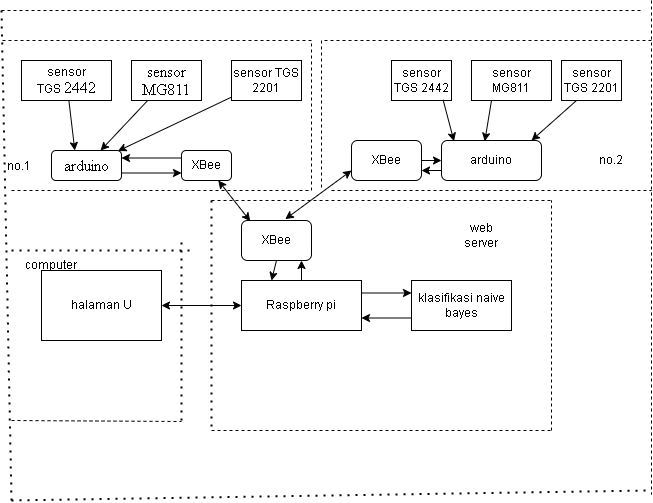 sensor
TGS 2442
sensor
MG811
sensor TGS
2201
arduino
XBee
no.1
sensor
TGS 2442
sensor
MG811
sensor
TGS 2201
XBee
arduino
no.2
XBee
web
server
computer
halaman U
Raspberry pi
klasifikasi naive
bayes